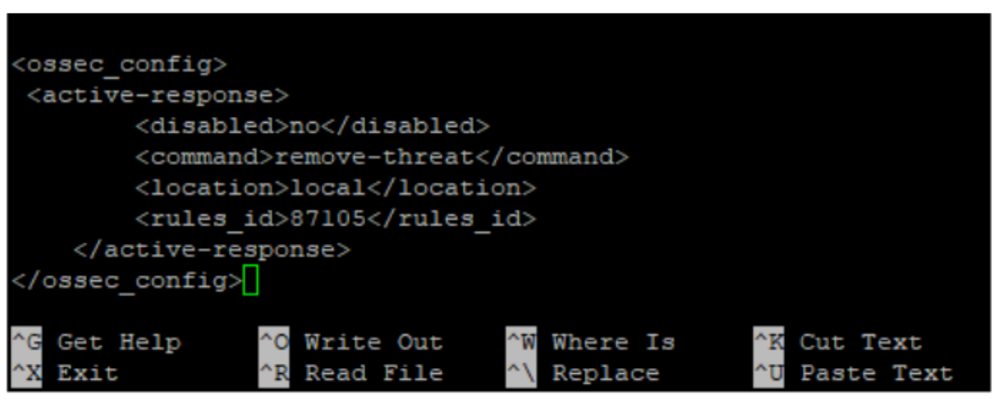 <ossec_config>
<active-response>
<disabled>no</disabled>
<command>remove-threat</command>
<location>local</location>
<rules_id>87105</rules_id>
</active-response>
</ossec_config>
^G Get Help ^O Write Out ^W Where Is ^K Cut Text
^X Exit ^R Read File ^\ Replace ^U Paste Text